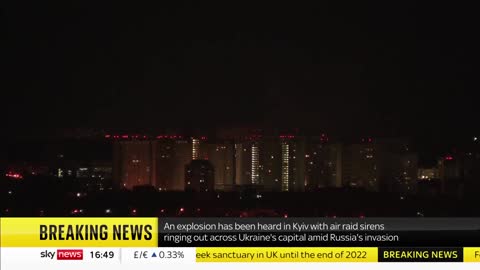 BREAKING NEWS
An explosion has been heard in Kyiv with air raid sirens
ringing out across Ukraine's capital amid Russia's invasion
sky news 16:49 £/€ ▲ 0.33% eek sanctuary in UK until the end of 2022 BREAKING NEWS F